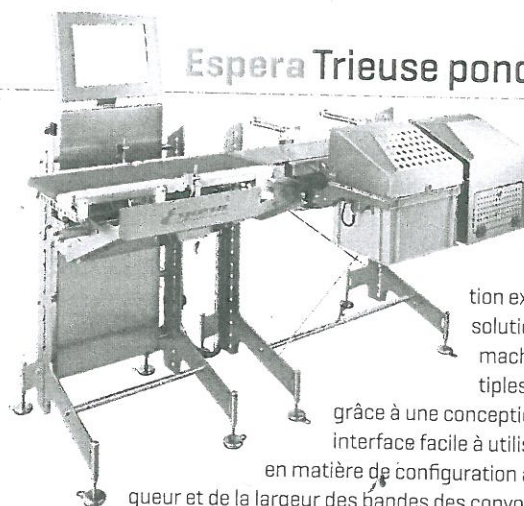 Espera Trieuse pond
tion ex
solutio
mach
tiples
grâce à une conceptio
interface facile à utilis
en matière de configuration a
queur et de la largeur des bandes des convo